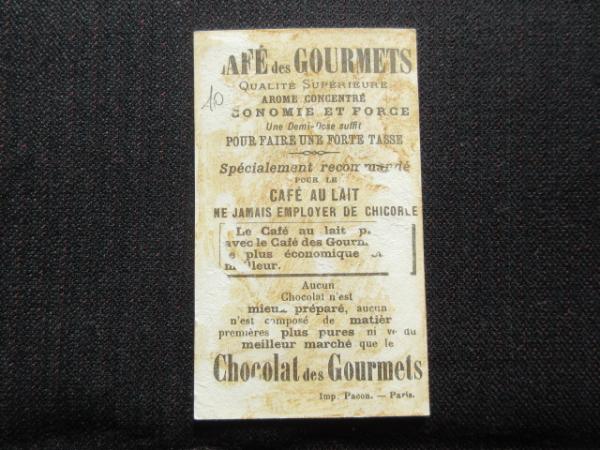 AFÉ des GOURMETS
QUALITÉ SUPÉRIEURE
40
AROME CONCENTRÉ
CONOMIE ET FORCE
Une Demi-Dose suffit
POUR FAIRE UNE FORTE TASSE
Spécialement recommandé
POUR LE
CAFÉ AU LAIT
NE JAMAIS EMPLOYER DE CHICORÉE
Le Café au lait
avec le Café des Gourm
plus économique
Aucun
Chocolat n'est
mieux préparé, aucun
n'est composé de matièr
premières plus pures ni
meilleur marché que le
Chocolat des Gourmets
Imp. Pacon. — Paris.